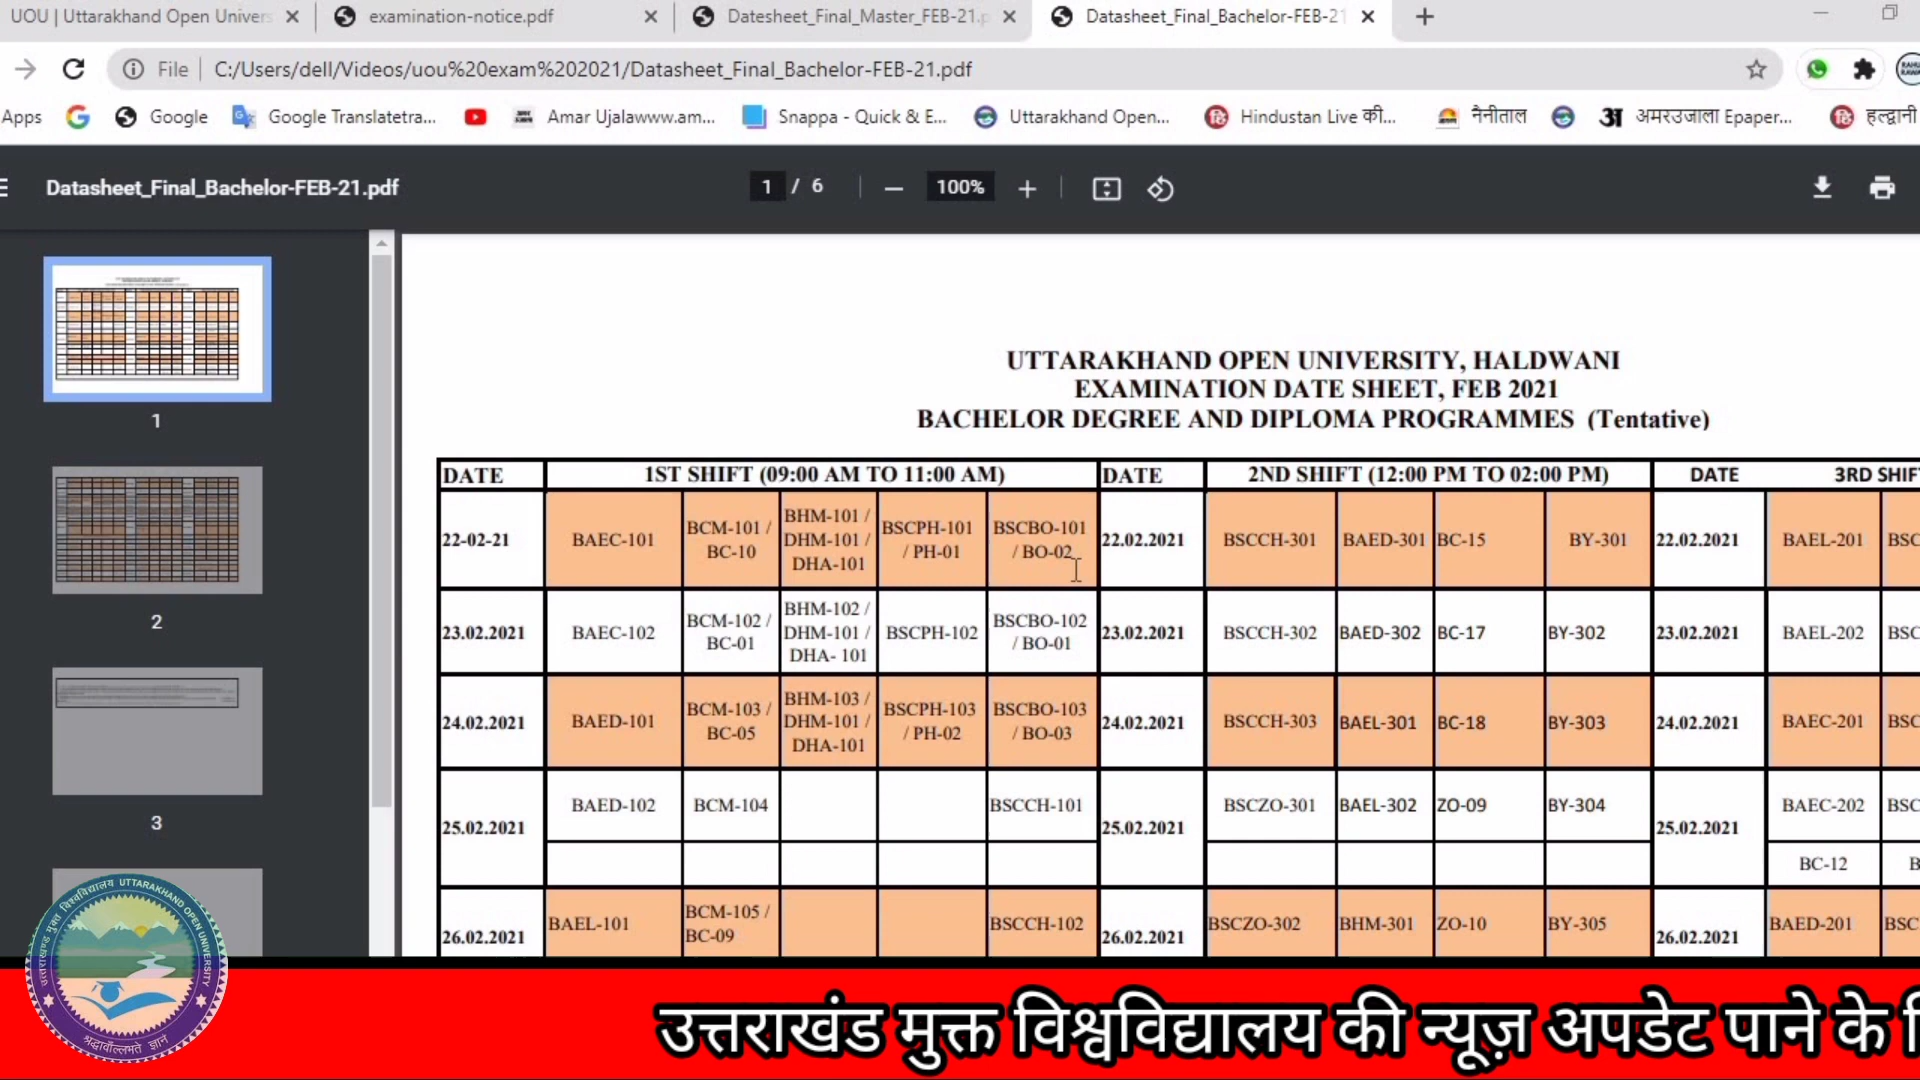 UOU | Uttarakhand Open Univers
examination-notice.pdf
Datesheet_Final_Master_FEB-21.p
Datasheet_Final_Bachelor-FEB-21
File
C:/Users/dell/Videos/uou%20exam%202021/Datasheet_Final_Bachelor-FEB-21.pdf
Apps Google Google Translatetra... Amar Ujalawww.am... Snappa - Quick & E... Uttarakhand Open... Hindustan Live की... नैनीताल अमरउजाला Epaper... हल्द्वानी
Datasheet_Final_Bachelor-FEB-21.pdf
1 / 6
100%
1
2
3
UTTARAKHAND OPEN UNIVERSITY, HALDWANI
EXAMINATION DATE SHEET, FEB 2021
BACHELOR DEGREE AND DIPLOMA PROGRAMMES (Tentative)
DATE 1ST SHIFT (09:00 AM TO 11:00 AM) DATE 2ND SHIFT (12:00 PM TO 02:00 PM) DATE 3RD SHIF
22-02-21 BAEC-101 BCM-101 / BC-10 BHM-101 / DHM-101 / DHA-101 BSCPH-101 / PH-01 BSCBO-101 / BO-02 22.02.2021 BSCCH-301 BAED-301 BC-15 BY-301 22.02.2021 BAEL-201 BSC
23.02.2021 BAEC-102 BCM-102 / BC-01 BHM-102 / DHM-101 / DHA- 101 BSCPH-102 BSCBO-102 / BO-01 23.02.2021 BSCCH-302 BAED-302 BC-17 BY-302 23.02.2021 BAEL-202 BSC
24.02.2021 BAED-101 BCM-103 / BC-05 BHM-103 / DHM-101 / DHA-101 BSCPH-103 / PH-02 BSCBO-103 / BO-03 24.02.2021 BSCCH-303 BAEL-301 BC-18 BY-303 24.02.2021 BAEC-201 BSC
25.02.2021 BAED-102 BCM-104 BSCCH-101 25.02.2021 BSCZO-301 BAEL-302 ZO-09 BY-304 25.02.2021 BAEC-202 BSC
BC-12 B
26.02.2021 BAEL-101 BCM-105 / BC-09 BSCCH-102 26.02.2021 BSCZO-302 BHM-301 ZO-10 BY-305 26.02.2021 BAED-201 BSC
उत्तराखण्ड मुक्त विश्वविद्यालय UTTARAKHAND OPEN UNIVERSITY
उत्तराखंड मुक्त विश्वविद्यालय की न्यूज़ अपडेट पाने के